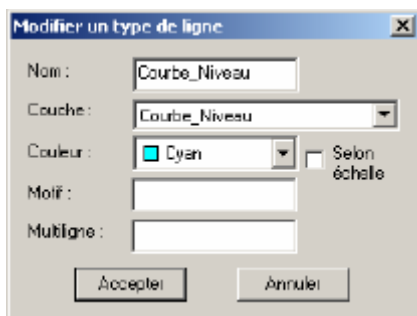 Modifier un type de ligne
Nom : Courbe_Niveau
Couche : Courbe_Niveau
Couleur : Cyan Selon échelle
Motif :
Multiligne :
Accepter Annuler